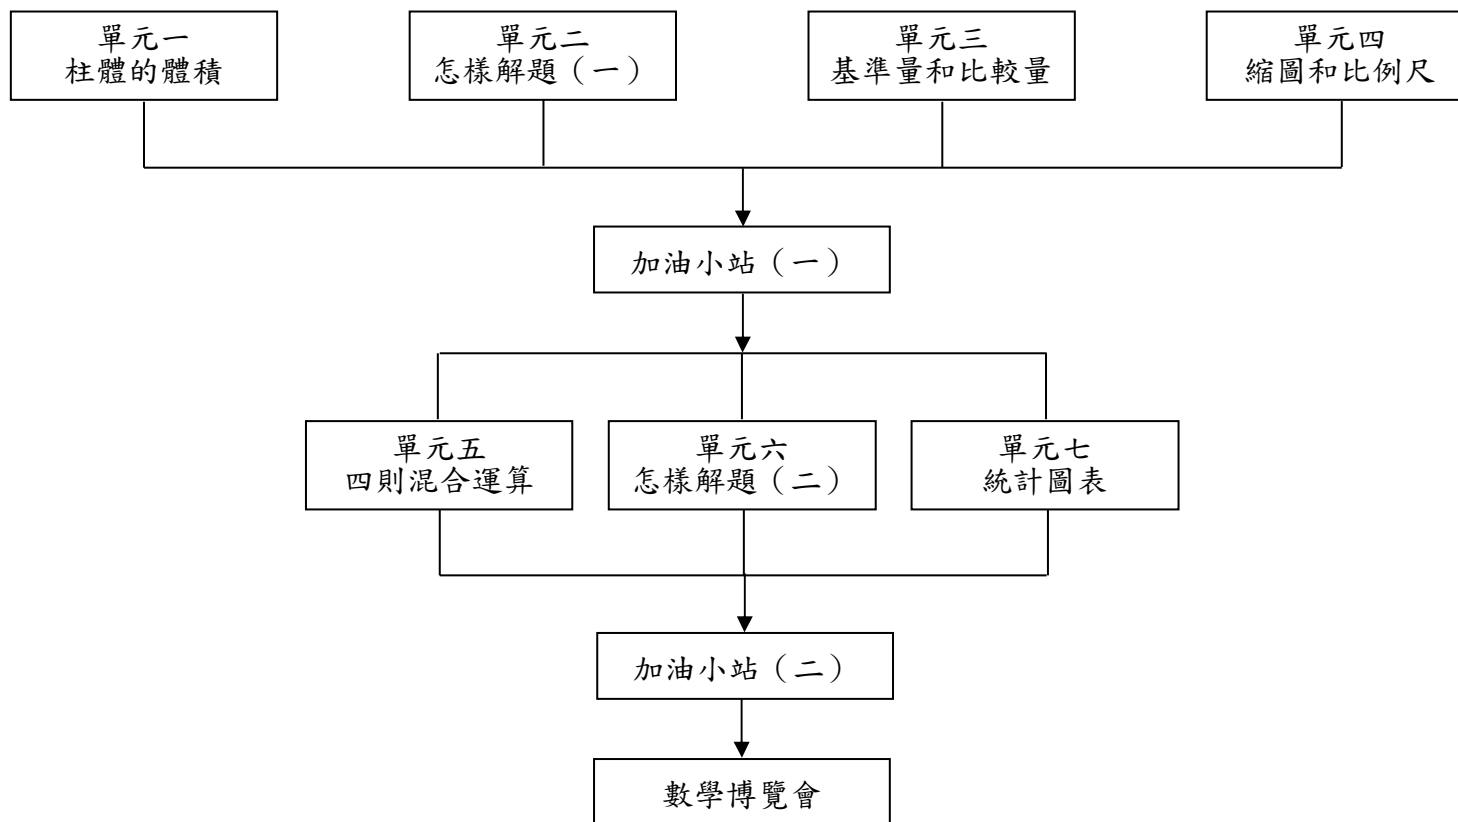 單元一
柱體的體積
單元二
怎樣解題（一）
單元三
基準量和比較量
單元四
縮圖和比例尺
加油小站（一）
單元五
四則混合運算
單元六
怎樣解題（二）
單元七
統計圖表
加油小站（二）
數學博覽會